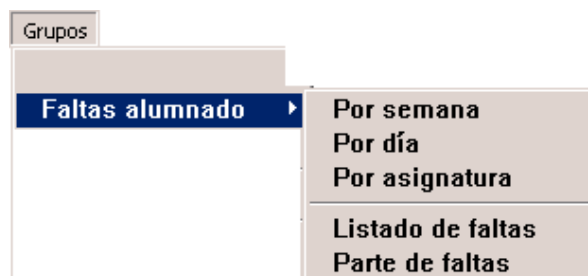 Grupos
Faltas alumnado
Por semana
Por día
Por asignatura
Listado de faltas
Parte de faltas